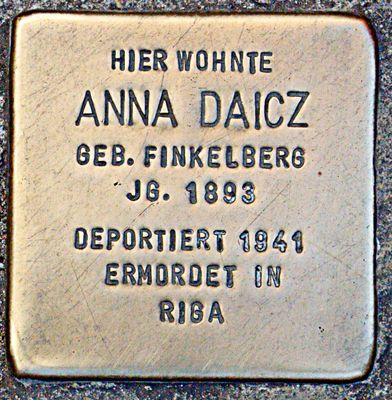 HIER WOHNTE
ANNA DAICZ
GEB. FINKELBERG
JG. 1893
DEPORTIERT 1941
ERMORDET IN
RIGA